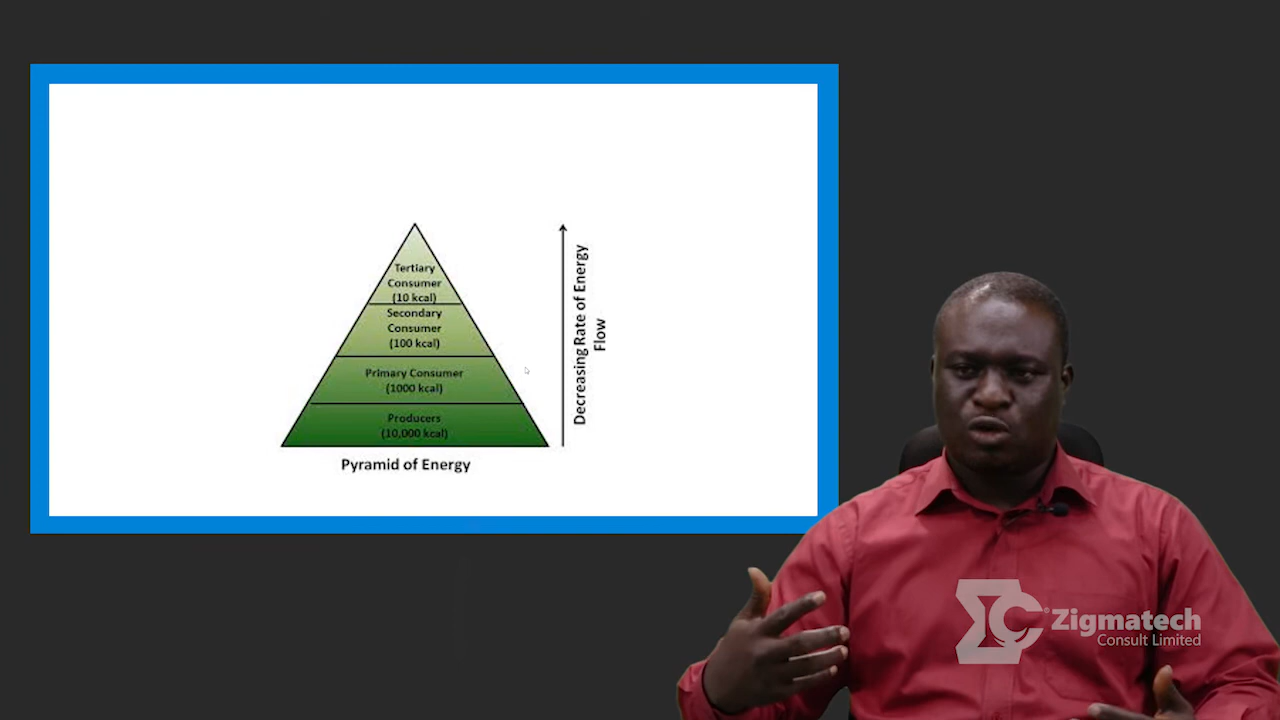 Tertiary
Consumer
(10 kcal)
Secondary
Consumer
(100 kcal)
Primary Consumer
(1000 kcal)
Producers
(10,000 kcal)
Pyramid of Energy
Decreasing Rate of Energy
Flow
Zigmatech
Consult Limited